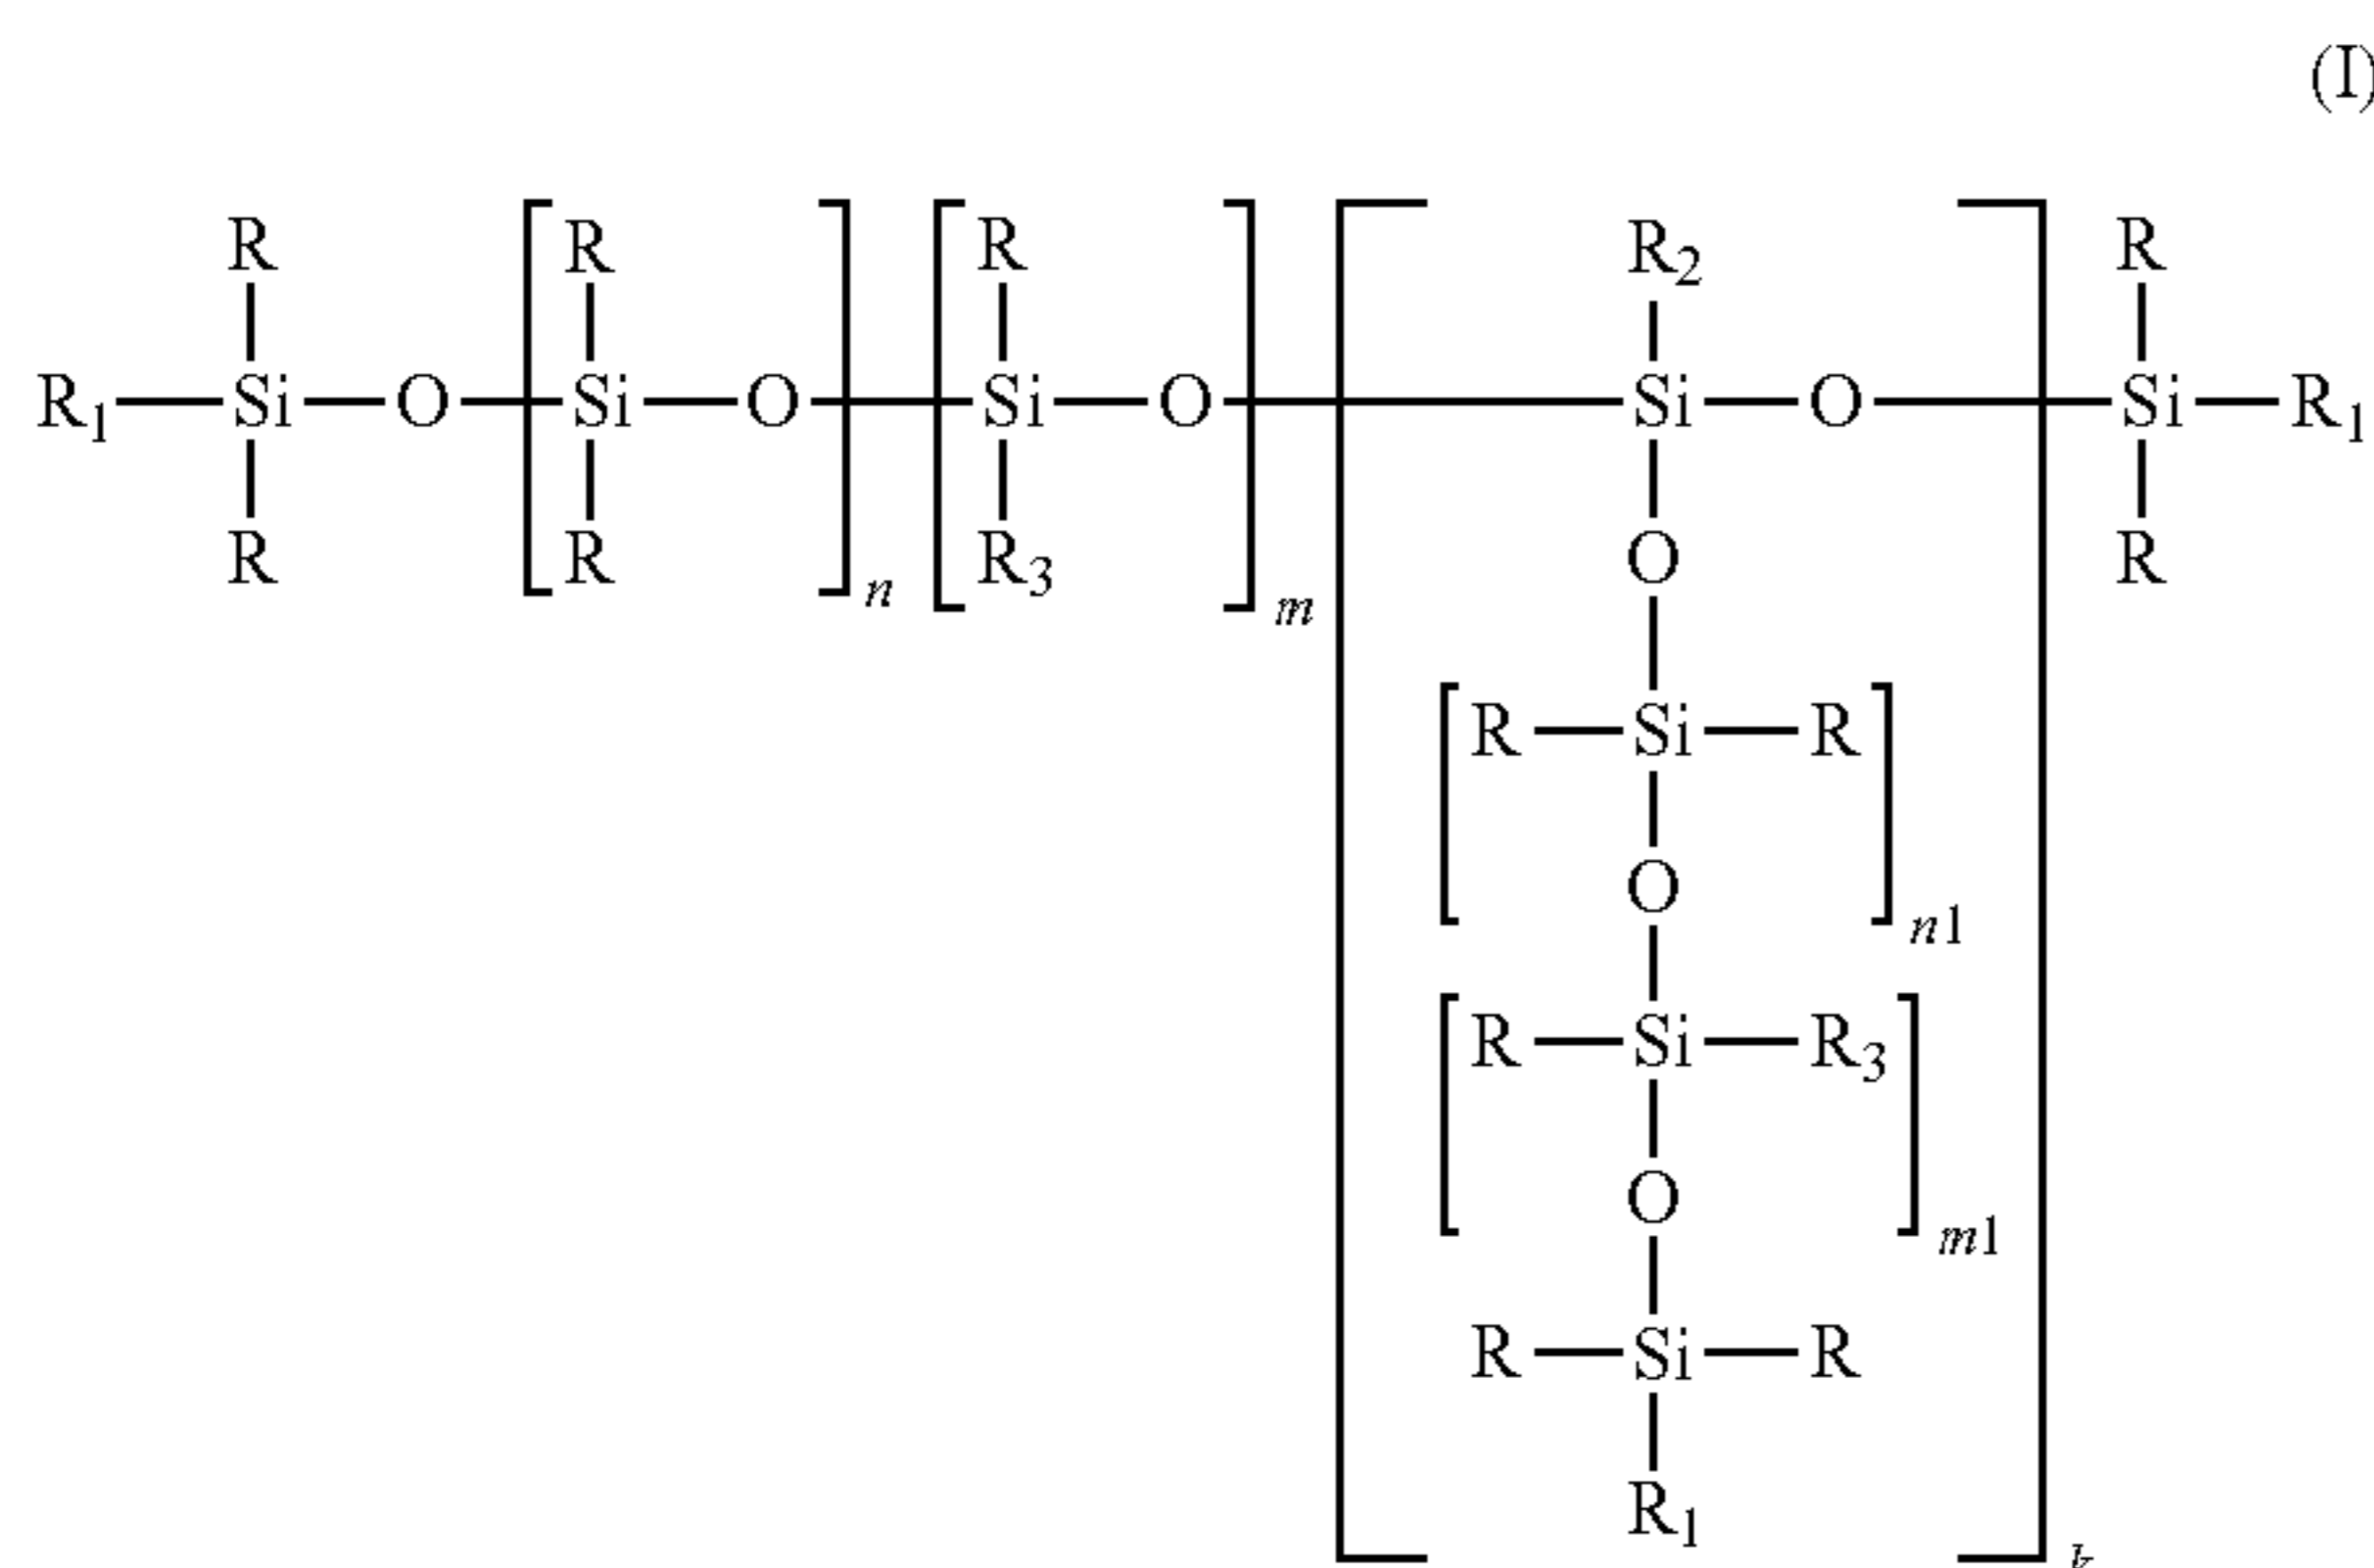 (I)
R R R R2 R
R1 Si O Si O Si O Si O Si R1
R R R3 O R
n m
R Si R
O
n1
R Si R3
O
m1
R Si R
R1
k